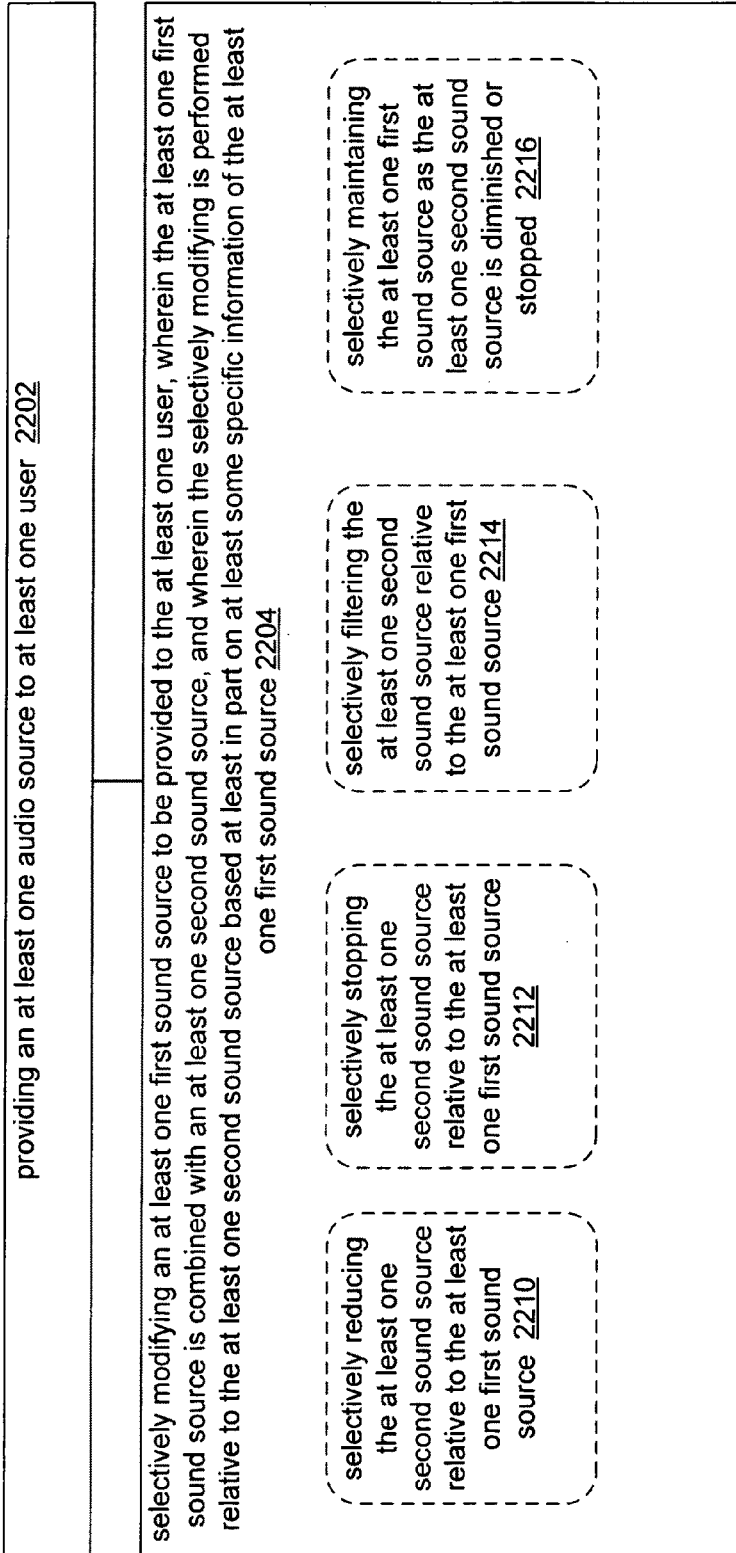 providing an at least one audio source to at least one user 2202
selectively modifying an at least one first sound source to be provided to the at least one user, wherein the at least one first
sound source is combined with an at least one second sound source, and wherein the selectively modifying is performed
relative to the at least one second sound source based at least in part on at least some specific information of the at least
one first sound source 2204
selectively reducing
the at least one
second sound source
relative to the at least
one first sound
source 2210
selectively stopping
the at least one
second sound source
relative to the at least
one first sound source
2212
selectively filtering the
at least one second
sound source relative
to the at least one first
sound source 2214
selectively maintaining
the at least one first
sound source as the at
least one second sound
source is diminished or
stopped 2216